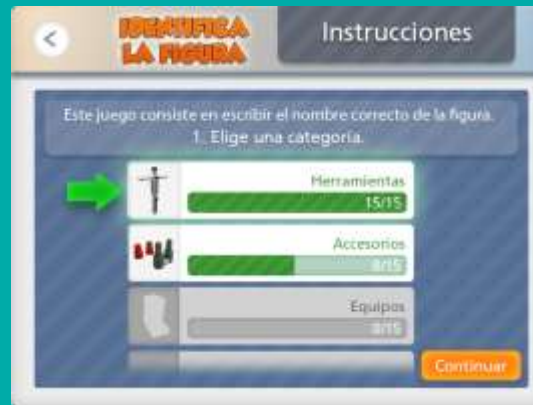 IDENTIFICA
LA FIGURA
Instrucciones
Este juego consiste en escribir el nombre correcto de la figura.
1. Elige una categoría.
Herramientas
15/15
Accesorios
8/15
Equipos
0/15
Continuar